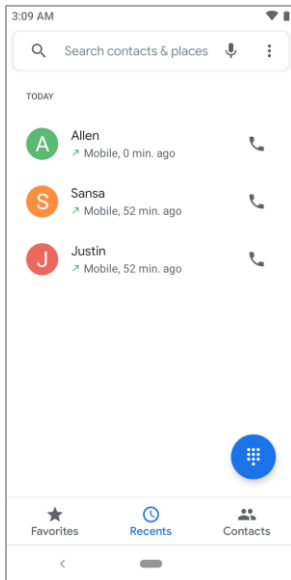 3:09 AM
Search contacts & places
TODAY
A
Allen
Mobile, 0 min. ago
S
Sansa
Mobile, 52 min. ago
J
Justin
Mobile, 52 min. ago
Favorites
Recents
Contacts